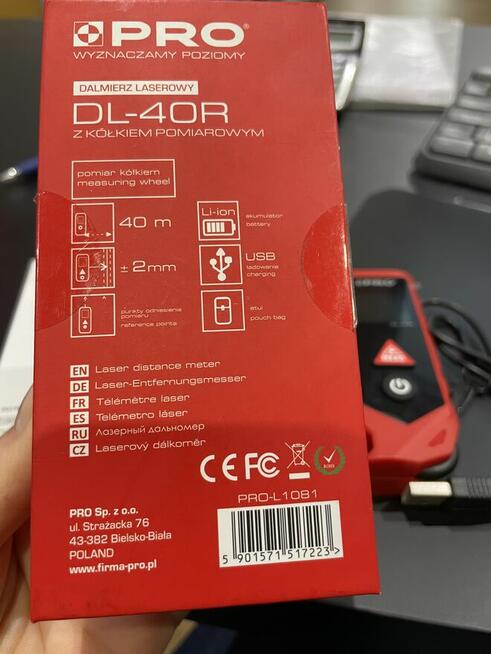 PRO
WYZNACZAMY POZIOMY
DALMIERZ LASEROWY
DL-40R
Z KÓŁKIEM POMIAROWYM
pomiar kółkiem
measuring wheel
40 m
Li-ion
akumulator
battery
± 2mm
USB
ładowanie
charging
punkty odniesienia
pomiaru
reference points
etui
pouch bag
EN Laser distance meter
DE Laser-Entfernungsmesser
FR Télémètre laser
ES Telémetro láser
RU Лазерный дальномер
CZ Laserový dálkoměr
CE FC
PRO-L1081
PRO Sp. z o.o.
ul. Strażacka 76
43-382 Bielsko-Biała
POLAND
www.firma-pro.pl
5 901571 517223 >